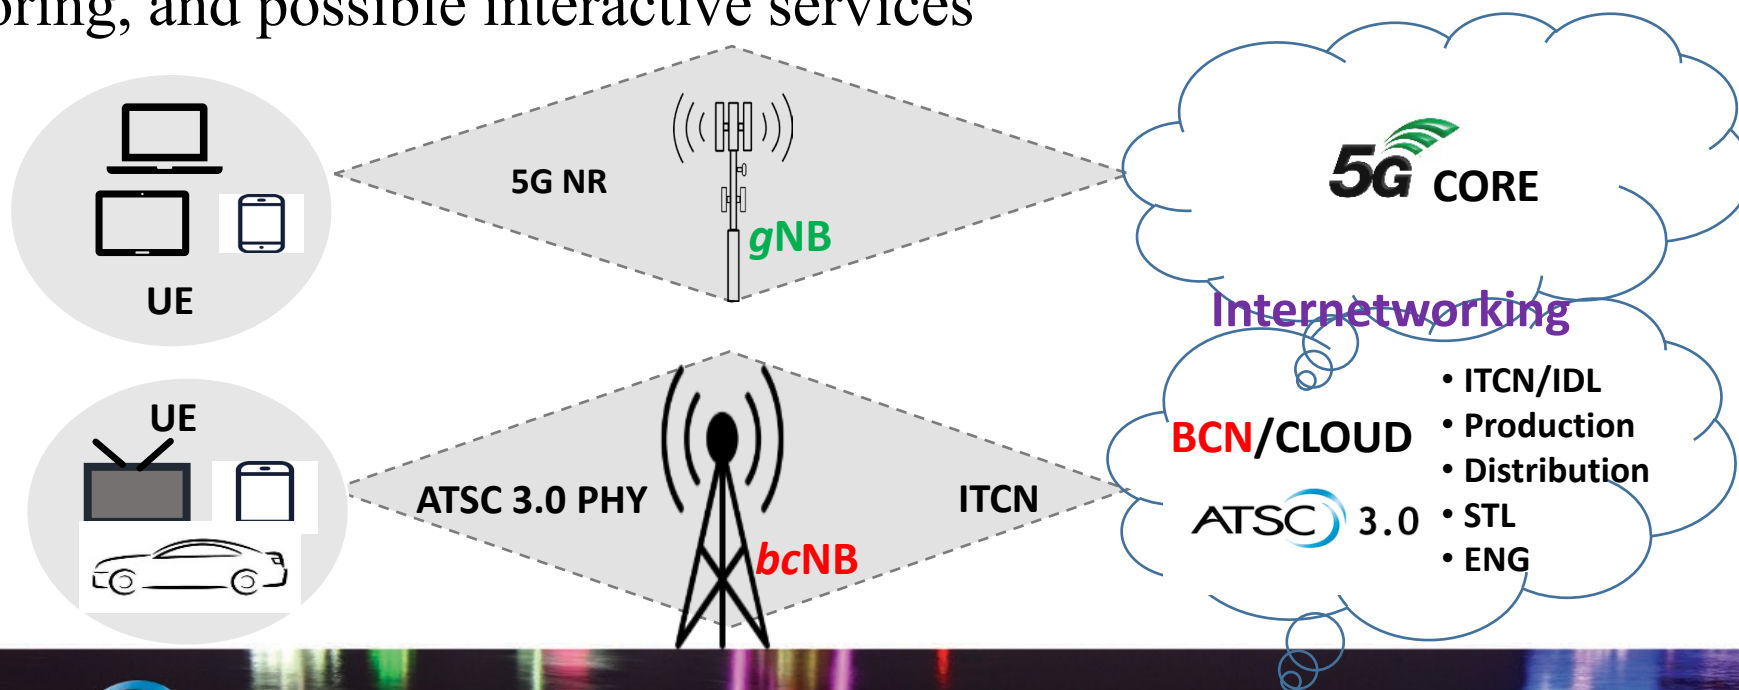 oring, and possible interactive services
5G NR
gNB
UE
5G CORE
Internetworking
UE
ATSC 3.0 PHY
ITCN
bcNB
BCN/CLOUD
ATSC 3.0
• ITCN/IDL
• Production
• Distribution
• STL
• ENG